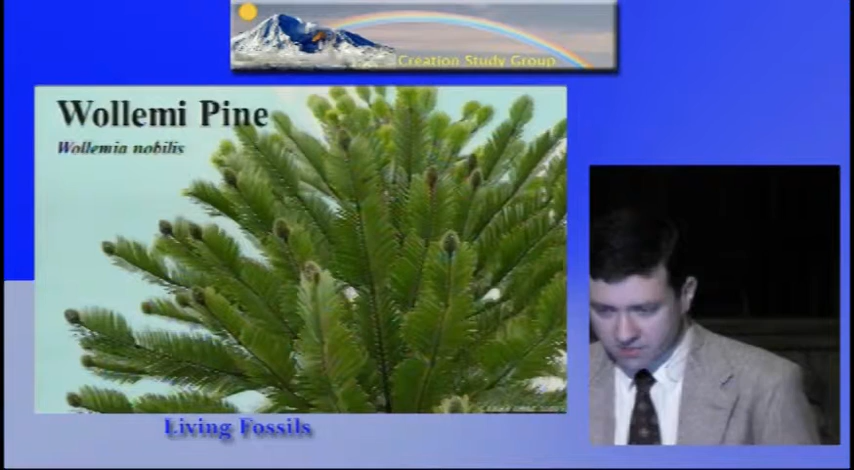 Creation Study Group
Wollemi Pine
Wollemia nobilis
Living Fossils